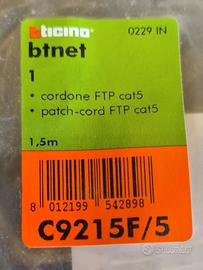 bticino
0229 IN
btnet
1
• cordone FTP cat5
• patch-cord FTP cat5
1,5m
8 012199 542898
C9215F/5
subito